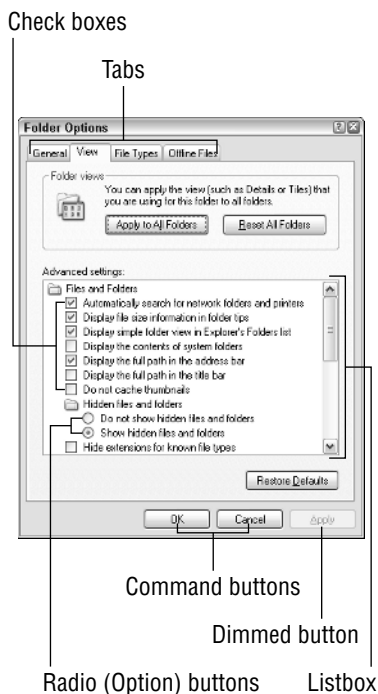 Check boxes
Tabs
Folder Options
General View File Types Offline Files
Folder views
You can apply the view (such as Details or Tiles) that
you are using for this folder to all folders.
Apply to All Folders Reset All Folders
Advanced settings:
Files and Folders
Automatically search for network folders and printers
Display file size information in folder tips
Display simple folder view in Explorer's Folders list
Display the contents of system folders
Display the full path in the address bar
Display the full path in the title bar
Do not cache thumbnails
Hidden files and folders
Do not show hidden files and folders
Show hidden files and folders
Hide extensions for known file types
Restore Defaults
OK Cancel Apply
Command buttons
Dimmed button
Radio (Option) buttons Listbox